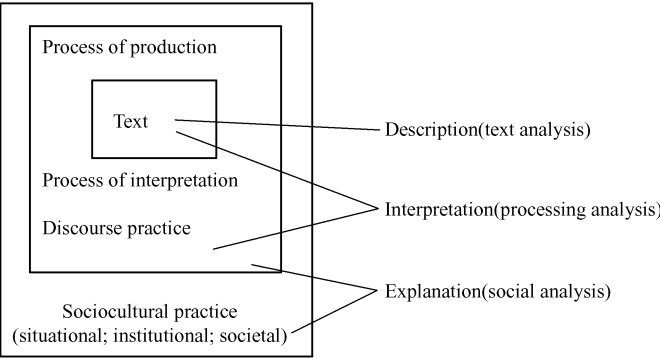 Process of production
Text
Description(text analysis)
Process of interpretation
Interpretation(processing analysis)
Discourse practice
Explanation(social analysis)
Sociocultural practice
(situational; institutional; societal)